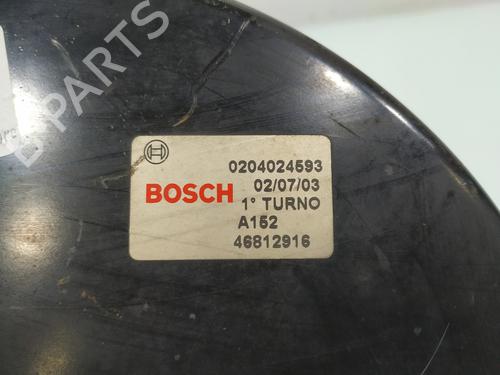 0204024593
BOSCH
02/07/03
1° TURNO
A152
46812916
B-PARTS